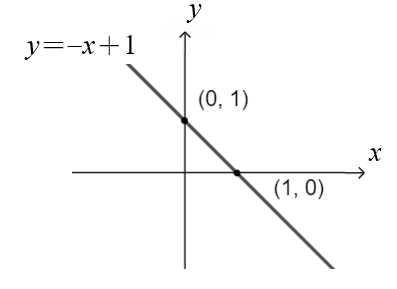 y
y=–x+1
(0, 1)
x
(1, 0)